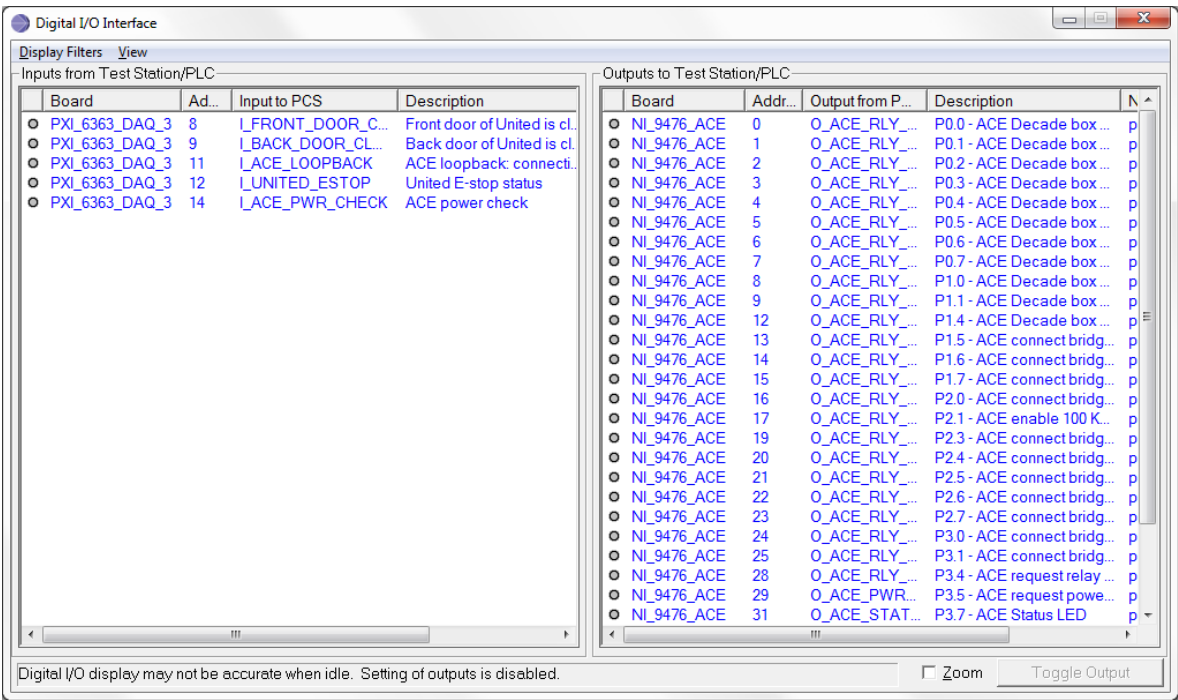 Digital I/O Interface
Display Filters View
Inputs from Test Station/PLC
Board Ad... Input to PCS Description
PXI_6363_DAQ_3 8 I_FRONT_DOOR_C... Front door of United is cl..
PXI_6363_DAQ_3 9 I_BACK_DOOR_CL... Back door of United is cl.
PXI_6363_DAQ_3 11 I_ACE_LOOPBACK ACE loopback: connecti..
PXI_6363_DAQ_3 12 I_UNITED_ESTOP United E-stop status
PXI_6363_DAQ_3 14 I_ACE_PWR_CHECK ACE power check
Outputs to Test Station/PLC
Board Addr... Output from P... Description N
NI_9476_ACE 0 O_ACE_RLY_... P0.0 - ACE Decade box ... p
NI_9476_ACE 1 O_ACE_RLY_... P0.1 - ACE Decade box ... p
NI_9476_ACE 2 O_ACE_RLY_... P0.2 - ACE Decade box ... p
NI_9476_ACE 3 O_ACE_RLY_... P0.3 - ACE Decade box ... p
NI_9476_ACE 4 O_ACE_RLY_... P0.4 - ACE Decade box ... p
NI_9476_ACE 5 O_ACE_RLY_... P0.5 - ACE Decade box ... p
NI_9476_ACE 6 O_ACE_RLY_... P0.6 - ACE Decade box ... p
NI_9476_ACE 7 O_ACE_RLY_... P0.7 - ACE Decade box ... p
NI_9476_ACE 8 O_ACE_RLY_... P1.0 - ACE Decade box ... p
NI_9476_ACE 9 O_ACE_RLY_... P1.1 - ACE Decade box ... p
NI_9476_ACE 12 O_ACE_RLY_... P1.4 - ACE Decade box ... p
NI_9476_ACE 13 O_ACE_RLY_... P1.5 - ACE connect bridg... p
NI_9476_ACE 14 O_ACE_RLY_... P1.6 - ACE connect bridg... p
NI_9476_ACE 15 O_ACE_RLY_... P1.7 - ACE connect bridg... p
NI_9476_ACE 16 O_ACE_RLY_... P2.0 - ACE connect bridg... p
NI_9476_ACE 17 O_ACE_RLY_... P2.1 - ACE enable 100 K... p
NI_9476_ACE 19 O_ACE_RLY_... P2.3 - ACE connect bridg... p
NI_9476_ACE 20 O_ACE_RLY_... P2.4 - ACE connect bridg... p
NI_9476_ACE 21 O_ACE_RLY_... P2.5 - ACE connect bridg... p
NI_9476_ACE 22 O_ACE_RLY_... P2.6 - ACE connect bridg... p
NI_9476_ACE 23 O_ACE_RLY_... P2.7 - ACE connect bridg... p
NI_9476_ACE 24 O_ACE_RLY_... P3.0 - ACE connect bridg... p
NI_9476_ACE 25 O_ACE_RLY_... P3.1 - ACE connect bridg... p
NI_9476_ACE 28 O_ACE_RLY_... P3.4 - ACE request relay ... p
NI_9476_ACE 29 O_ACE_PWR... P3.5 - ACE request powe... p
NI_9476_ACE 31 O_ACE_STAT... P3.7 - ACE Status LED p
Digital I/O display may not be accurate when idle. Setting of outputs is disabled.
Zoom
Toggle Output